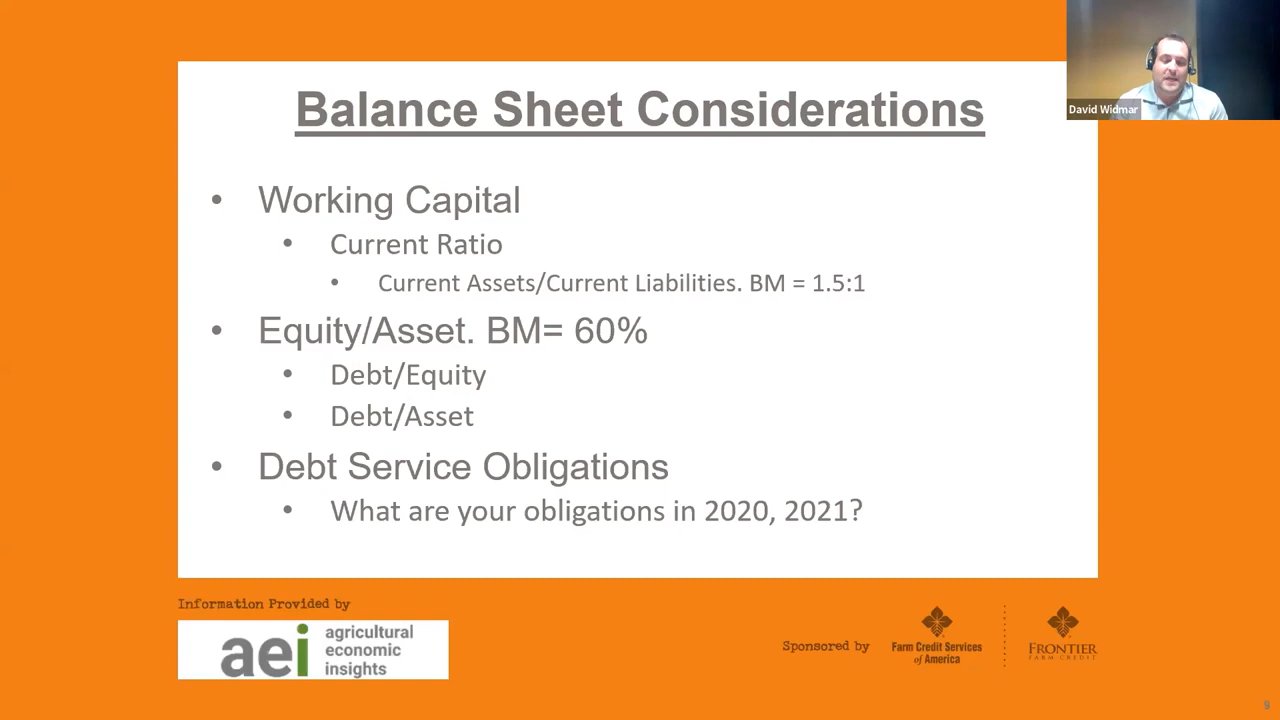 David Widmar
Balance Sheet Considerations
• Working Capital
• Current Ratio
• Current Assets/Current Liabilities. BM = 1.5:1
• Equity/Asset. BM= 60%
• Debt/Equity
• Debt/Asset
• Debt Service Obligations
• What are your obligations in 2020, 2021?
Information Provided by
aei agricultural
economic
insights
Sponsored by
Farm Credit Services
of America
FRONTIER
FARM CREDIT
9